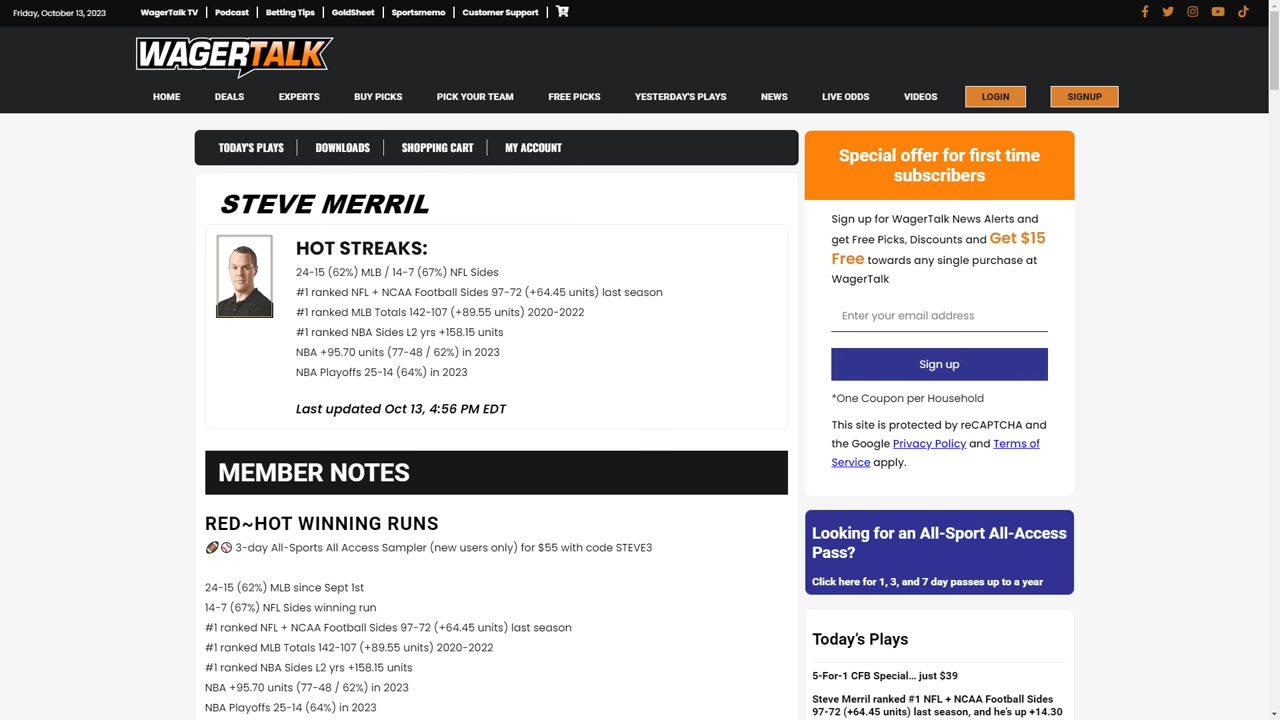 Friday, October 13, 2023
WagerTalk TV
Podcast
Betting Tips
GoldSheet
Sportsmemo
Customer Support
WAGERTALK
HOME
DEALS
EXPERTS
BUY PICKS
PICK YOUR TEAM
FREE PICKS
YESTERDAY'S PLAYS
NEWS
LIVE ODDS
VIDEOS
LOGIN
SIGNUP
TODAY'S PLAYS
DOWNLOADS
SHOPPING CART
MY ACCOUNT
STEVE MERRIL
HOT STREAKS:
24-15 (62%) MLB / 14-7 (67%) NFL Sides
#1 ranked NFL + NCAA Football Sides 97-72 (+64.45 units) last season
#1 ranked MLB Totals 142-107 (+89.55 units) 2020-2022
#1 ranked NBA Sides L2 yrs +158.15 units
NBA +95.70 units (77-48 / 62%) in 2023
NBA Playoffs 25-14 (64%) in 2023
Last updated Oct 13, 4:56 PM EDT
MEMBER NOTES
RED~HOT WINNING RUNS
🏈⚾ 3-day All-Sports All Access Sampler (new users only) for $55 with code STEVE3
24-15 (62%) MLB since Sept 1st
14-7 (67%) NFL Sides winning run
#1 ranked NFL + NCAA Football Sides 97-72 (+64.45 units) last season
#1 ranked MLB Totals 142-107 (+89.55 units) 2020-2022
#1 ranked NBA Sides L2 yrs +158.15 units
NBA +95.70 units (77-48 / 62%) in 2023
NBA Playoffs 25-14 (64%) in 2023
Special offer for first time
subscribers
Sign up for WagerTalk News Alerts and
get Free Picks, Discounts and Get $15
Free towards any single purchase at
WagerTalk
Enter your email address
Sign up
*One Coupon per Household
This site is protected by reCAPTCHA and
the Google Privacy Policy and Terms of
Service apply.
Looking for an All-Sport All-Access
Pass?
Click here for 1, 3, and 7 day passes up to a year
Today's Plays
5-For-1 CFB Special... just $39
Steve Merril ranked #1 NFL + NCAA Football Sides
97-72 (+64.45 units) last season, and he's up +14.30